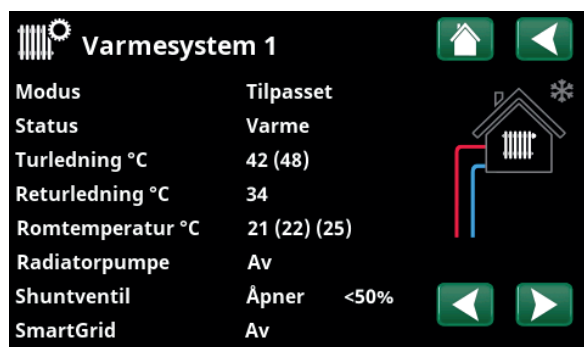 Varmesystem 1
Modus Tilpasset
Status Varme
Turledning °C 42 (48)
Returledning °C 34
Romtemperatur °C 21 (22) (25)
Radiatorpumpe Av
Shuntventil Åpner <50%
SmartGrid Av